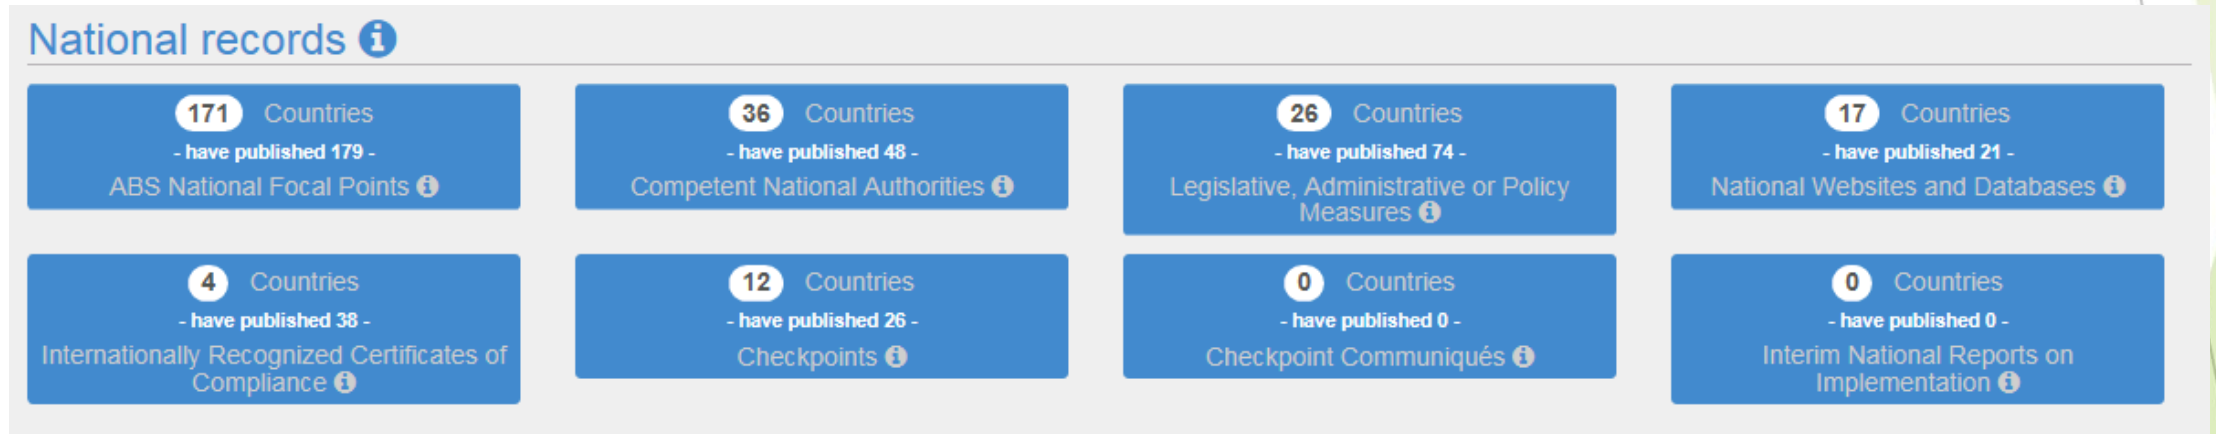 National records
171 Countries
- have published 179 -
ABS National Focal Points
36 Countries
- have published 48 -
Competent National Authorities
26 Countries
- have published 74 -
Legislative, Administrative or Policy
Measures
17 Countries
- have published 21 -
National Websites and Databases
4 Countries
- have published 38 -
Internationally Recognized Certificates of
Compliance
12 Countries
- have published 26 -
Checkpoints
0 Countries
- have published 0 -
Checkpoint Communiqués
0 Countries
- have published 0 -
Interim National Reports on
Implementation